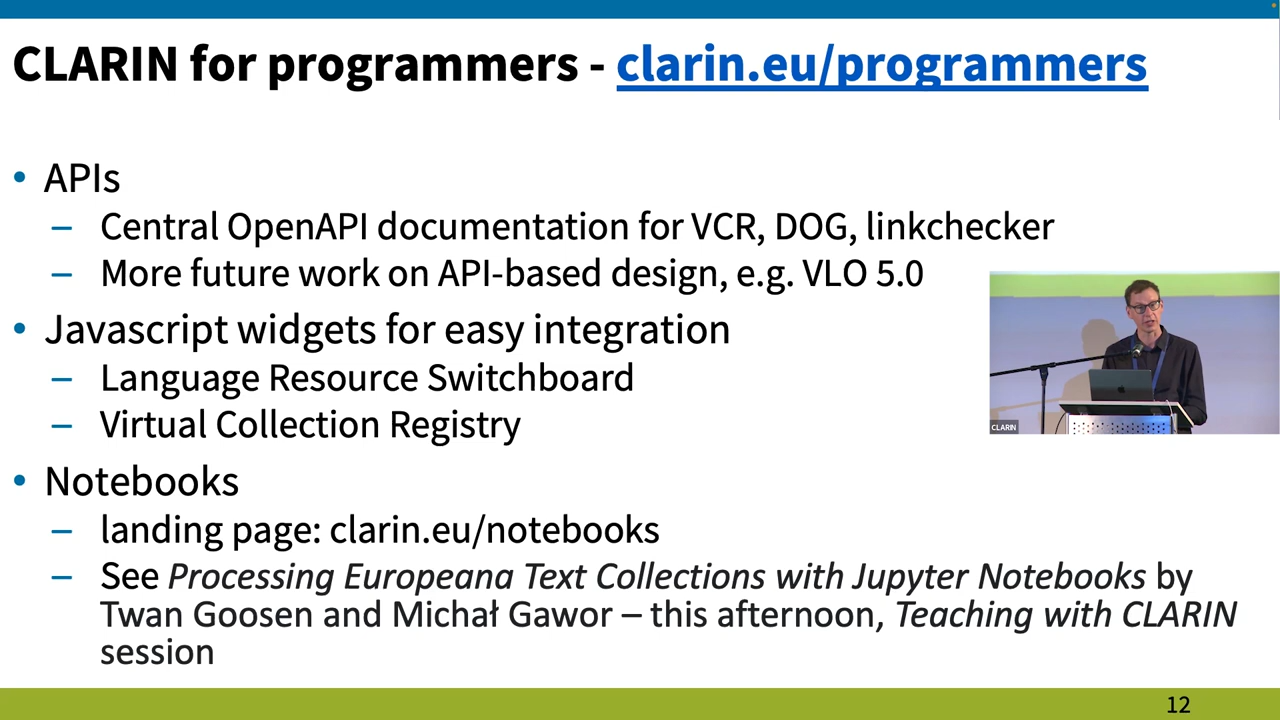 CLARIN for programmers - clarin.eu/programmers
• APIs
– Central OpenAPI documentation for VCR, DOG, linkchecker
– More future work on API-based design, e.g. VLO 5.0
• Javascript widgets for easy integration
– Language Resource Switchboard
– Virtual Collection Registry
• Notebooks
– landing page: clarin.eu/notebooks
– See Processing Europeana Text Collections with Jupyter Notebooks by
Twan Goosen and Michał Gawor – this afternoon, Teaching with CLARIN
session
CLARIN
12